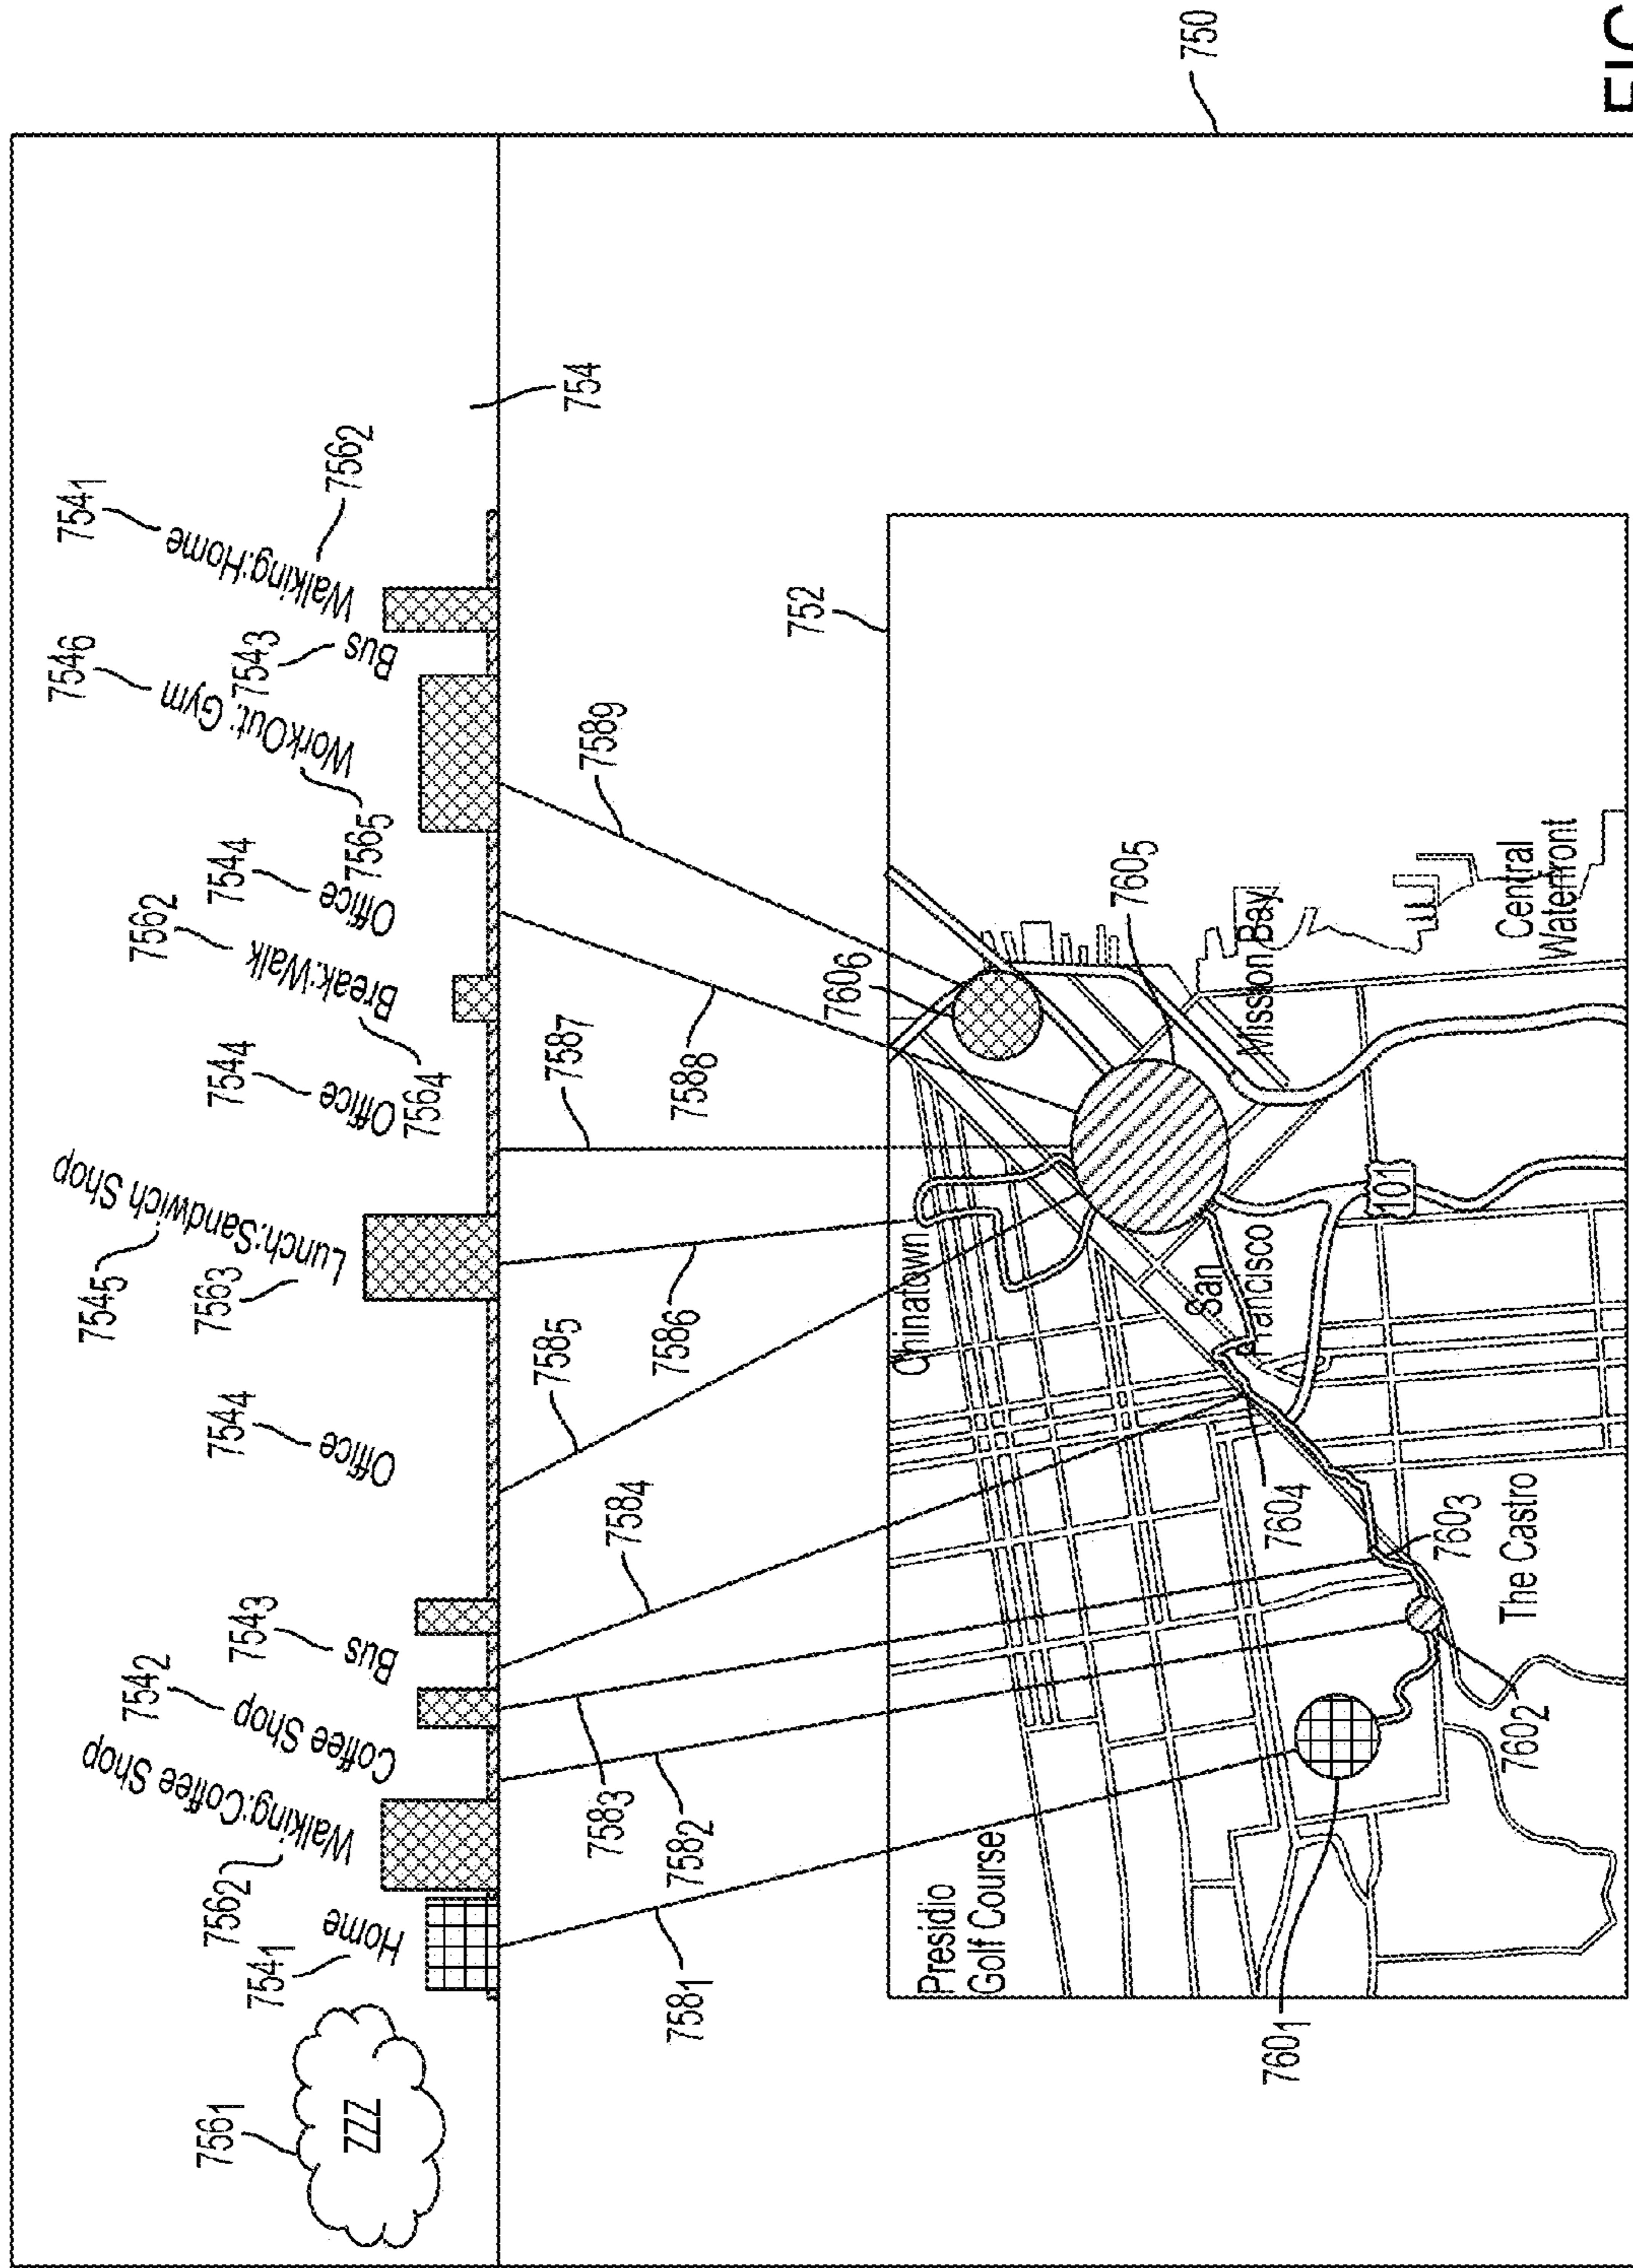 756₁
ZZZ
754₁
Home
756₂
Walking:Coffee Shop
754₂
Coffee Shop
754₃
Bus
754₄
Office
754₅
756₃
Lunch:Sandwich Shop
754₄
Office
756₄
756₂
Break:Walk
754₄
Office
756₅
754₆
WorkOut: Gym
754₃
Bus
754₁
Walking:Home
756₂
754
758₁
758₂
758₃
758₄
758₅
758₆
758₇
758₈
758₉
752
750
Presidio
Golf Course
Chinatown
760₆
760₅
San
Francisco
Mission Bay
101
Central
Waterfront
760₄
760₃
The Castro
760₂
760₁